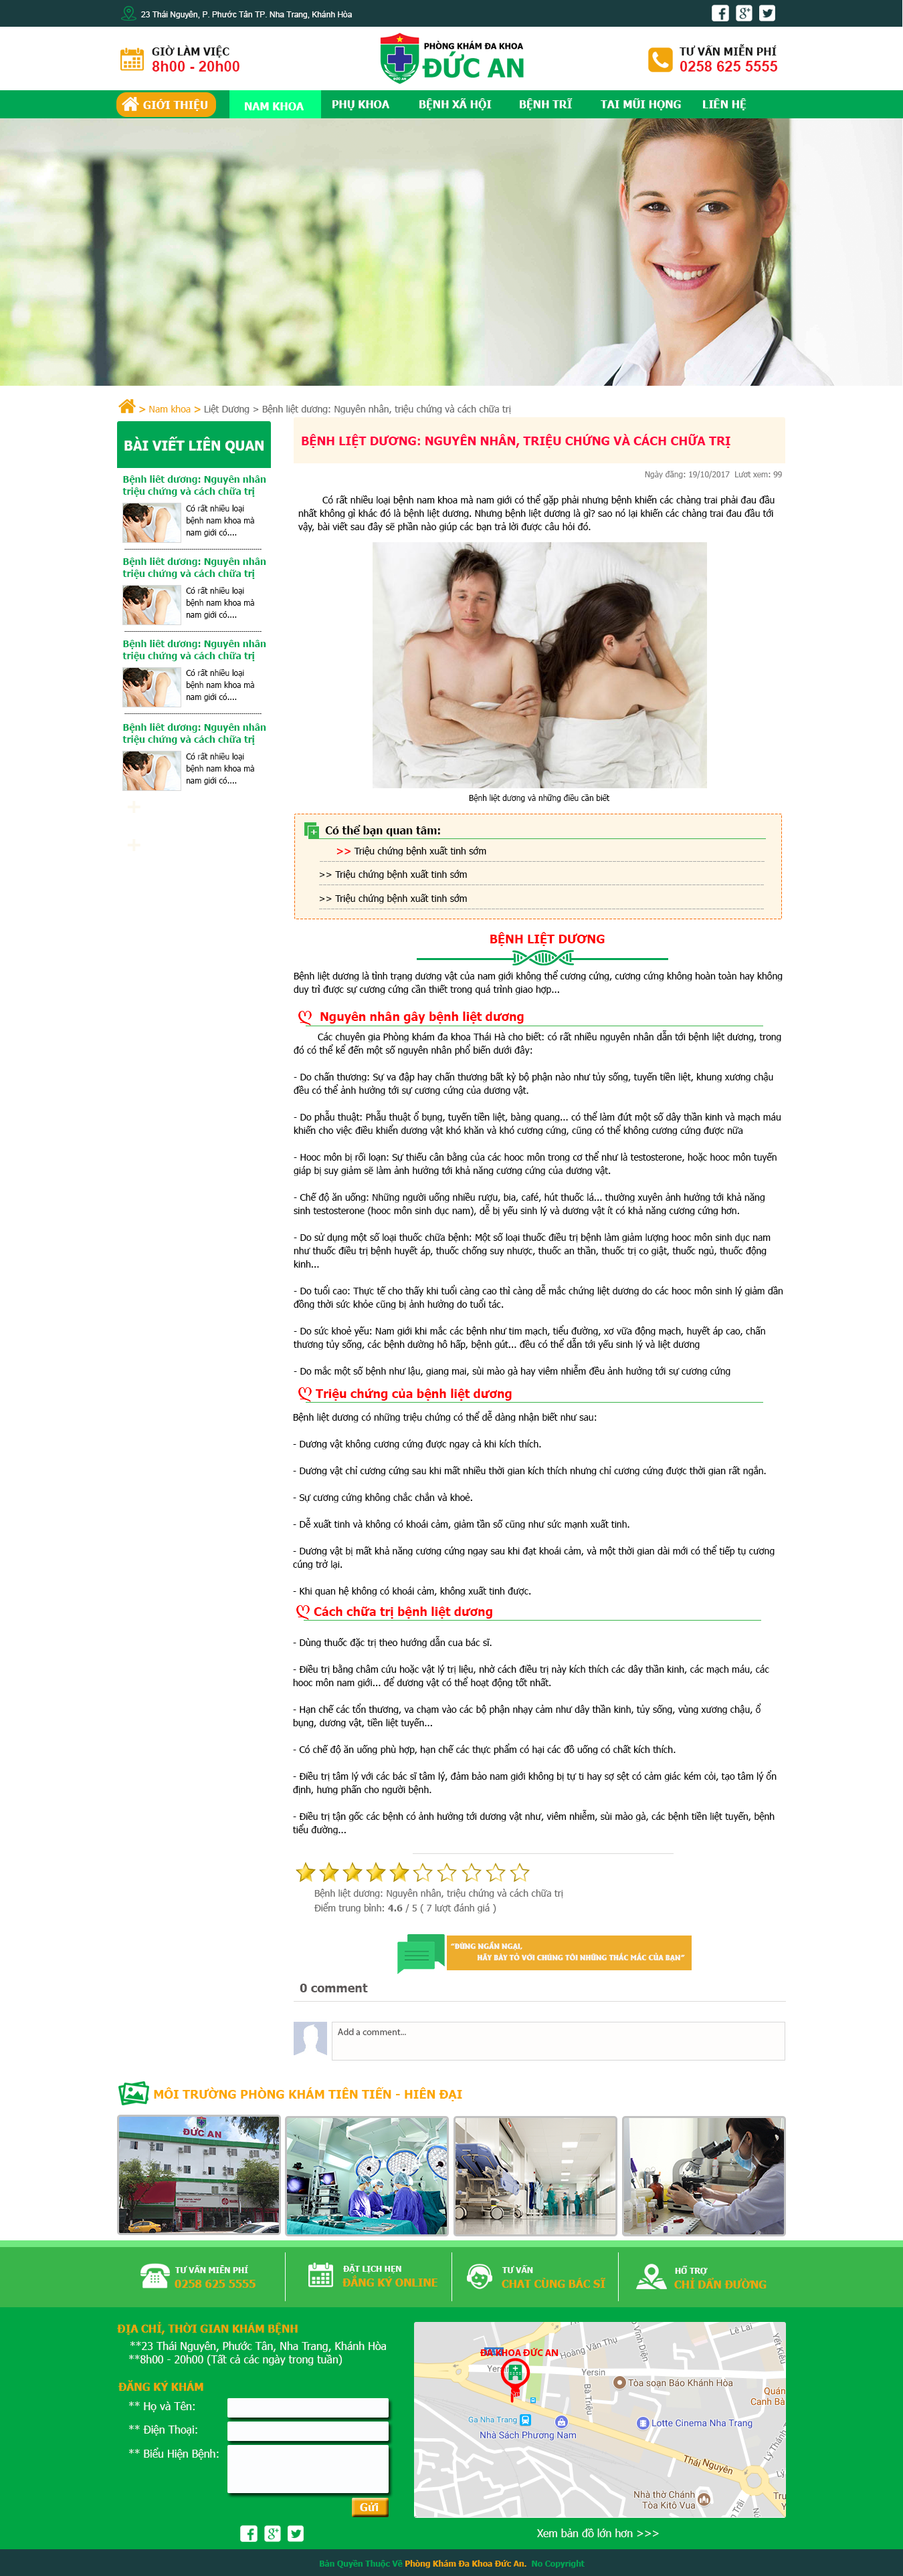 23 Thái Nguyên, P. Phước Tân TP. Nha Trang, Khánh Hòa
GIỜ LÀM VIỆC
8h00 - 20h00
PHÒNG KHÁM ĐA KHOA
ĐỨC AN
TƯ VẤN MIỄN PHÍ
0258 625 5555
GIỚI THIỆU
NAM KHOA
PHỤ KHOA
BỆNH XÃ HỘI
BỆNH TRĨ
TAI MŨI HỌNG
LIÊN HỆ
> Nam khoa > Liệt Dương > Bệnh liệt dương: Nguyên nhân, triệu chứng và cách chữa trị
BÀI VIẾT LIÊN QUAN
Bệnh liêt dương: Nguyên nhân
triệu chứng và cách chữa trị
Có rất nhiều loại
bệnh nam khoa mà
nam giới có....
Bệnh liêt dương: Nguyên nhân
triệu chứng và cách chữa trị
Có rất nhiều loại
bệnh nam khoa mà
nam giới có....
Bệnh liêt dương: Nguyên nhân
triệu chứng và cách chữa trị
Có rất nhiều loại
bệnh nam khoa mà
nam giới có....
Bệnh liêt dương: Nguyên nhân
triệu chứng và cách chữa trị
Có rất nhiều loại
bệnh nam khoa mà
nam giới có....
BỆNH LIỆT DƯƠNG: NGUYÊN NHÂN, TRIỆU CHỨNG VÀ CÁCH CHỮA TRỊ
Ngày đăng: 19/10/2017 Lươt xem: 99
Có rất nhiều loại bệnh nam khoa mà nam giới có thể gặp phải nhưng bệnh khiến các chàng trai phải đau đầu
nhất không gì khác đó là bệnh liệt dương. Nhưng bệnh liệt dương là gì? sao nó lại khiến các chàng trai đau đầu tới
vậy, bài viết sau đây sẽ phần nào giúp các bạn trả lời được câu hỏi đó.
Bệnh liệt dương và những điều cần biết
Có thể bạn quan tâm:
>> Triệu chứng bệnh xuất tinh sớm
>> Triệu chứng bệnh xuất tinh sớm
>> Triệu chứng bệnh xuất tinh sớm
BỆNH LIỆT DƯƠNG
Bệnh liệt dương là tình trạng dương vật của nam giới không thể cương cứng, cương cứng không hoàn toàn hay không
duy trì được sự cương cứng cần thiết trong quá trình giao hợp...
Nguyên nhân gây bệnh liệt dương
Các chuyên gia Phòng khám đa khoa Thái Hà cho biết: có rất nhiều nguyên nhân dẫn tới bệnh liệt dương, trong
đó có thể kể đến một số nguyên nhân phổ biến dưới đây:
- Do chấn thương: Sự va đập hay chấn thương bất kỳ bộ phận nào như tủy sống, tuyến tiền liệt, khung xương chậu
đều có thể ảnh hưởng tới sự cương cứng của dương vật.
- Do phẫu thuật: Phẫu thuật ổ bụng, tuyến tiền liệt, bàng quang... có thể làm đứt một số dây thần kinh và mạch máu
khiến cho việc điều khiển dương vật khó khăn và khó cương cứng, cũng có thể không cương cứng được nữa
- Hooc môn bị rối loạn: Sự thiếu cân bằng của các hooc môn trong cơ thể như là testosterone, hoặc hooc môn tuyến
giáp bị suy giảm sẽ làm ảnh hưởng tới khả năng cương cứng của dương vật.
- Chế độ ăn uống: Những người uống nhiều rượu, bia, café, hút thuốc lá... thường xuyên ảnh hưởng tới khả năng
sinh testosterone (hooc môn sinh dục nam), dễ bị yếu sinh lý và dương vật ít có khả năng cương cứng hơn.
- Do sử dụng một số loại thuốc chữa bệnh: Một số loại thuốc điều trị bệnh làm giảm lượng hooc môn sinh dục nam
như thuốc điều trị bệnh huyết áp, thuốc chống suy nhược, thuốc an thần, thuốc trị co giật, thuốc ngủ, thuốc động
kinh...
- Do tuổi cao: Thực tế cho thấy khi tuổi càng cao thì càng dễ mắc chứng liệt dương do các hooc môn sinh lý giảm dần
đồng thời sức khỏe cũng bị ảnh hưởng do tuổi tác.
- Do sức khoẻ yếu: Nam giới khi mắc các bệnh như tim mạch, tiểu đường, xơ vữa động mạch, huyết áp cao, chấn
thương tủy sống, các bệnh dường hô hấp, bệnh gút... đều có thể dẫn tới yếu sinh lý và liệt dương
- Do mắc một số bệnh như lậu, giang mai, sùi mào gà hay viêm nhiễm đều ảnh hưởng tới sự cương cứng
Triệu chứng của bệnh liệt dương
Bệnh liệt dương có những triệu chứng có thể dễ dàng nhận biết như sau:
- Dương vật không cương cứng được ngay cả khi kích thích.
- Dương vật chỉ cương cứng sau khi mất nhiều thời gian kích thích nhưng chỉ cương cứng được thời gian rất ngắn.
- Sự cương cứng không chắc chắn và khoẻ.
- Dễ xuất tinh và không có khoái cảm, giảm tần số cũng như sức mạnh xuất tinh.
- Dương vật bị mất khả năng cương cứng ngay sau khi đạt khoái cảm, và một thời gian dài mới có thể tiếp tụ cương
cứng trở lại.
- Khi quan hệ không có khoái cảm, không xuất tinh được.
Cách chữa trị bệnh liệt dương
- Dùng thuốc đặc trị theo hướng dẫn cua bác sĩ.
- Điều trị bằng châm cứu hoặc vật lý trị liệu, nhờ cách điều trị này kích thích các dây thần kinh, các mạch máu, các
hooc môn nam giới... để dương vật có thể hoạt động tốt nhất.
- Hạn chế các tổn thương, va chạm vào các bộ phận nhạy cảm như dây thần kinh, tủy sống, vùng xương chậu, ổ
bụng, dương vật, tiền liệt tuyến...
- Có chế độ ăn uống phù hợp, hạn chế các thực phẩm có hại các đồ uống có chất kích thích.
- Điều trị tâm lý với các bác sĩ tâm lý, đảm bảo nam giới không bị tự ti hay sợ sệt có cảm giác kém cỏi, tạo tâm lý ổn
định, hưng phấn cho người bệnh.
- Điều trị tận gốc các bệnh có ảnh hưởng tới dương vật như, viêm nhiễm, sùi mào gà, các bệnh tiền liệt tuyến, bệnh
tiểu đường...
Bệnh liệt dương: Nguyên nhân, triệu chứng và cách chữa trị
Điểm trung bình: 4.6 / 5 ( 7 lượt đánh giá )
"ĐỪNG NGẦN NGẠI,
HÃY BÀY TỎ VỚI CHÚNG TÔI NHỮNG THẮC MẮC CỦA BẠN"
0 comment
Add a comment...
MÔI TRƯỜNG PHÒNG KHÁM TIÊN TIẾN - HIỆN ĐẠI
ĐỨC AN
TƯ VẤN MIỄN PHÍ
0258 625 5555
ĐẶT LỊCH HẸN
ĐĂNG KÝ ONLINE
TƯ VẤN
CHAT CÙNG BÁC SĨ
HỖ TRỢ
CHỈ DẪN ĐƯỜNG
ĐỊA CHỈ, THỜI GIAN KHÁM BỆNH
**23 Thái Nguyên, Phước Tân, Nha Trang, Khánh Hòa
**8h00 - 20h00 (Tất cả các ngày trong tuần)
ĐĂNG KÝ KHÁM
** Họ và Tên:
** Điện Thoại:
** Biểu Hiện Bệnh:
Gửi
ĐA KHOA ĐỨC AN
Yersin
Hoàng Văn Thụ
Vĩnh Diện
Lê Lai
Yersin
Bà Triệu
Tòa soạn Báo Khánh Hòa
Quán
Canh Bà
Ga Nha Trang
Nhà Sách Phương Nam
Lotte Cinema Nha Trang
Thái Nguyên
Lý Thánh
Nhà thờ Chánh
Tòa Kitô Vua
Xem bản đồ lớn hơn >>>
Bản Quyền Thuộc Về Phòng Khám Đa Khoa Đức An. No Copyright